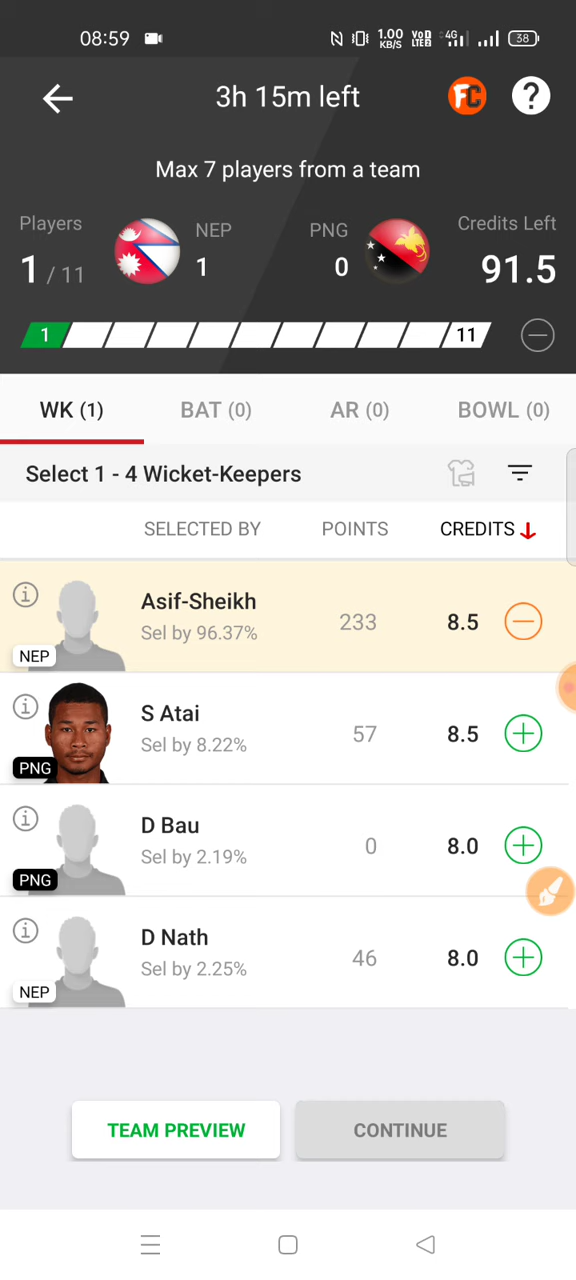 08:59
1.00 KB/S VoD LTE2 4G 38
3h 15m left
FC ?
Max 7 players from a team
Players NEP PNG Credits Left
1 / 11 1 0 91.5
1 11
WK (1) BAT (0) AR (0) BOWL (0)
Select 1 - 4 Wicket-Keepers
SELECTED BY POINTS CREDITS
Asif-Sheikh
Sel by 96.37% 233 8.5
NEP
S Atai
Sel by 8.22% 57 8.5
PNG
D Bau
Sel by 2.19% 0 8.0
PNG
D Nath
Sel by 2.25% 46 8.0
NEP
TEAM PREVIEW CONTINUE